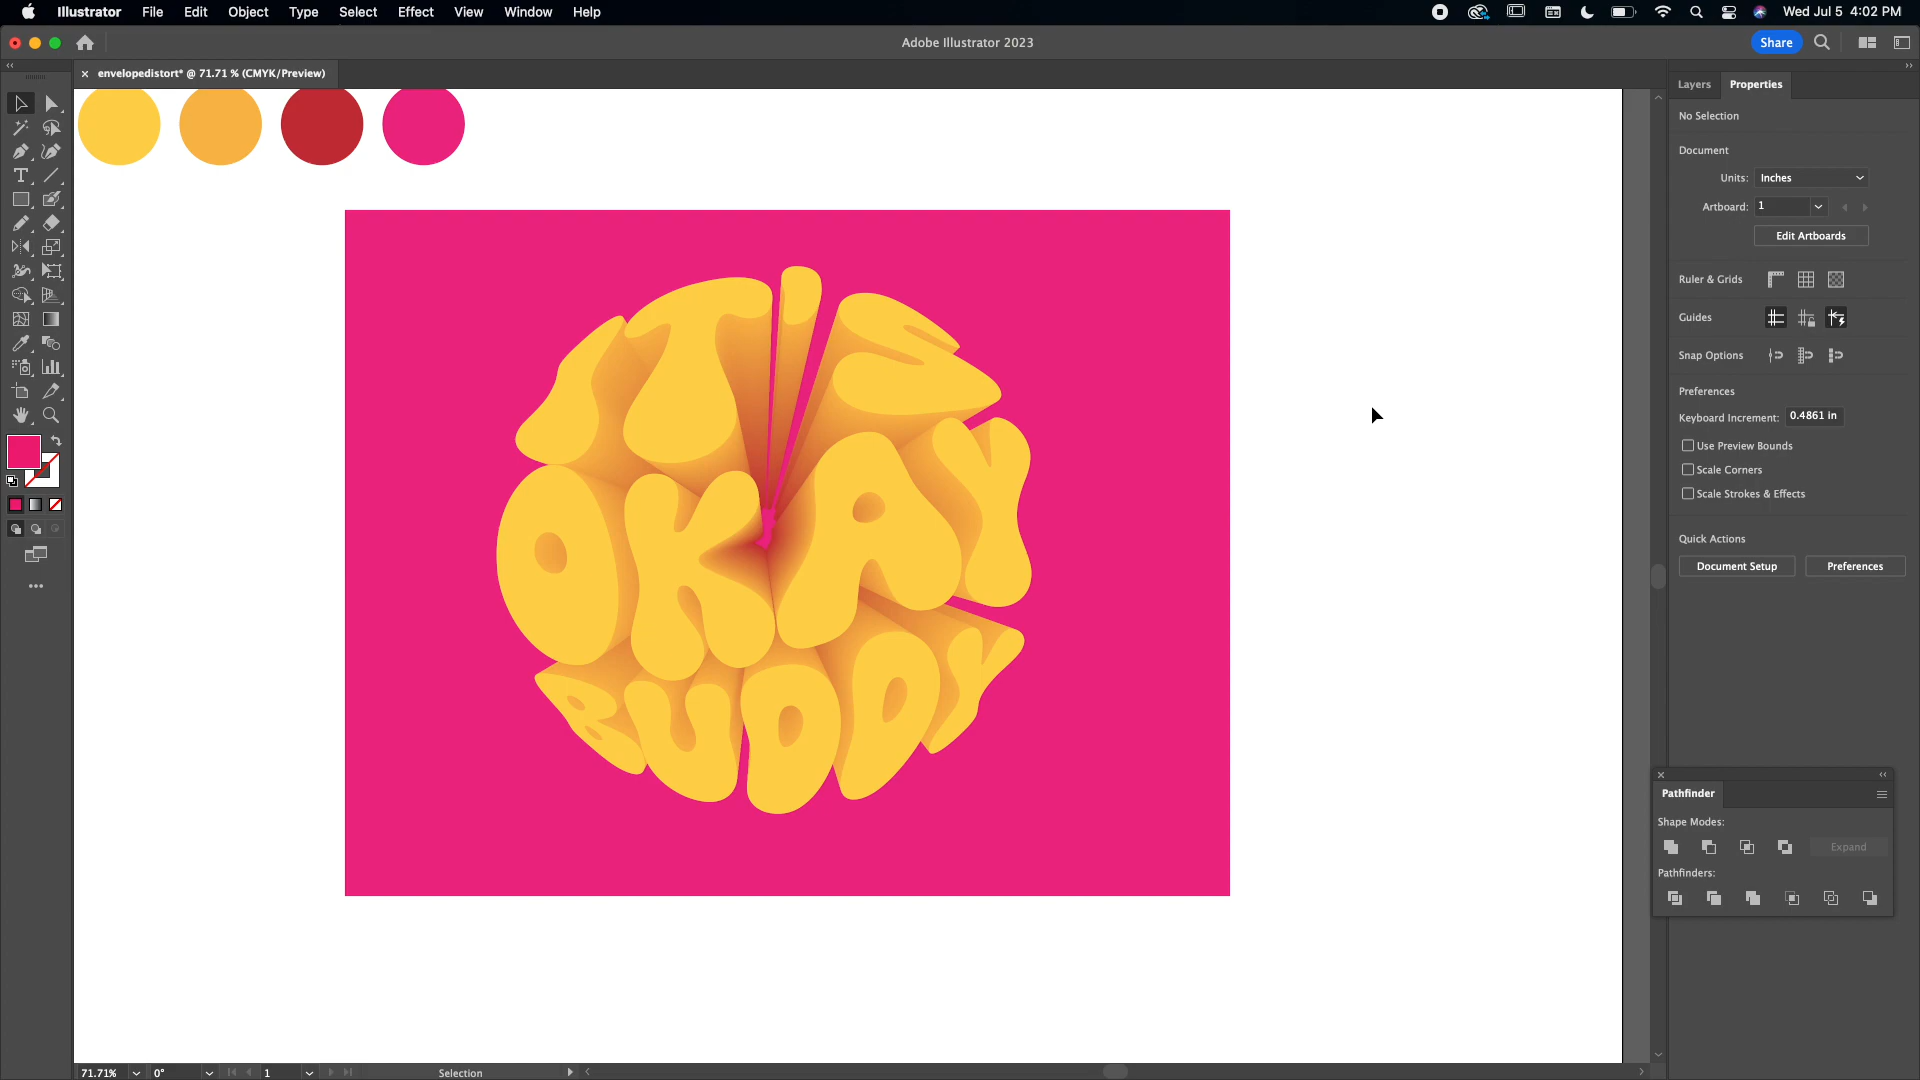 Illustrator File Edit Object Type Select Effect View Window Help
Wed Jul 5 4:02 PM
Adobe Illustrator 2023
Share
× envelopedistort* @ 71.71 % (CMYK/Preview)
Layers Properties
No Selection
Document
Units: Inches
Artboard: 1
Edit Artboards
Ruler & Grids
Guides
Snap Options
Preferences
Keyboard Increment: 0.4861 in
Use Preview Bounds
Scale Corners
Scale Strokes & Effects
Quick Actions
Document Setup Preferences
IT'S
OKAY
BUDDY
Pathfinder
Shape Modes:
Expand
Pathfinders:
71.71% 0° 1 Selection